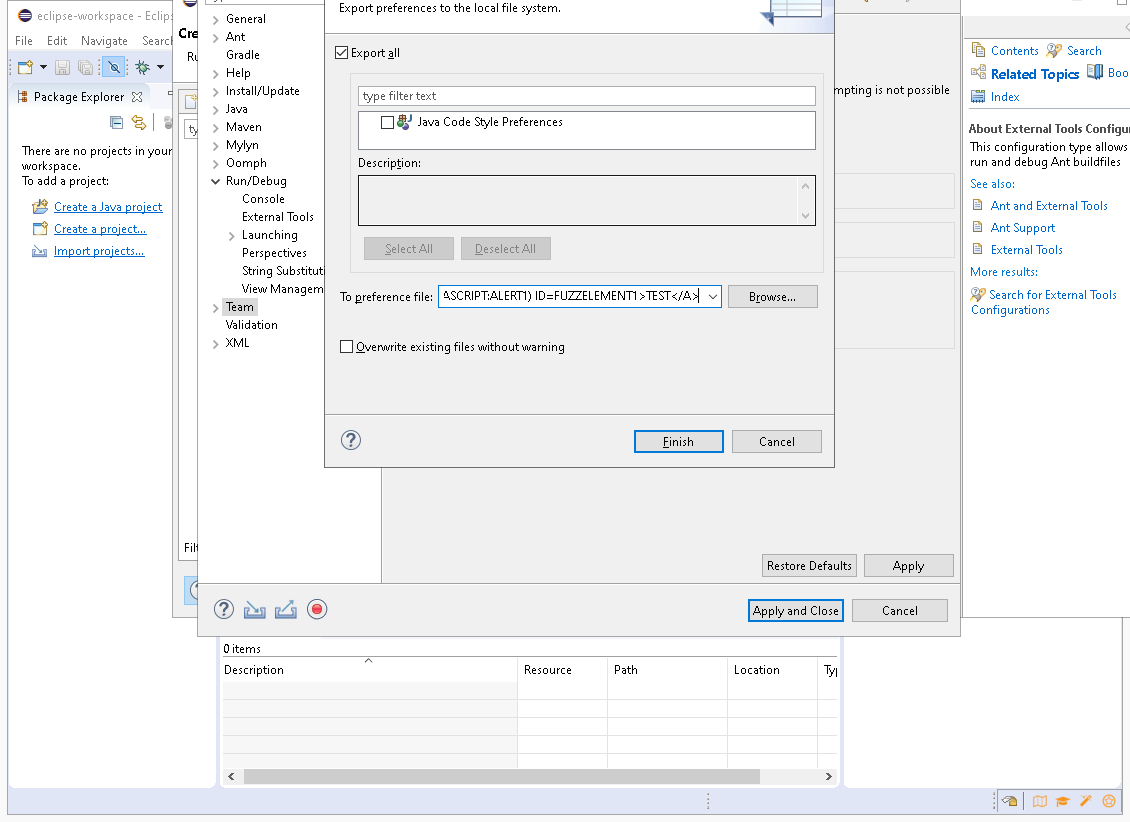 eclipse-workspace - Eclips
File Edit Navigate Search
Package Explorer
There are no projects in your
workspace.
To add a project:
Create a Java project
Create a project...
Import projects...
Cre
Ru
ty
Filt
General
Ant
Gradle
Help
Install/Update
Java
Maven
Mylyn
Oomph
Run/Debug
Console
External Tools
Launching
Perspectives
String Substituti
View Managem
Team
Validation
XML
Export preferences to the local file system.
Export all
type filter text
Java Code Style Preferences
Description:
Select All Deselect All
To preference file: ASCRIPT:ALERT1) ID=FUZZELEMENT1>TEST</A> Browse...
Overwrite existing files without warning
Finish Cancel
mpting is not possible
Restore Defaults Apply
Apply and Close Cancel
Contents Search
Related Topics Boo
Index
About External Tools Configu
This configuration type allows
run and debug Ant buildfiles
See also:
Ant and External Tools
Ant Support
External Tools
More results:
Search for External Tools
Configurations
0 items
Description Resource Path Location Typ